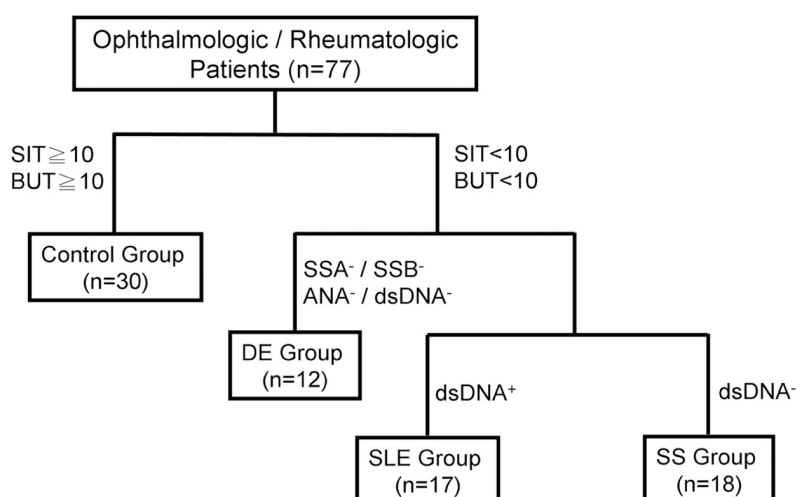 Ophthalmologic / Rheumatologic
Patients (n=77)
SIT≧10
BUT≧10
SIT<10
BUT<10
Control Group
(n=30)
SSA⁻ / SSB⁻
ANA⁻ / dsDNA⁻
DE Group
(n=12)
dsDNA⁺
dsDNA⁻
SLE Group
(n=17)
SS Group
(n=18)